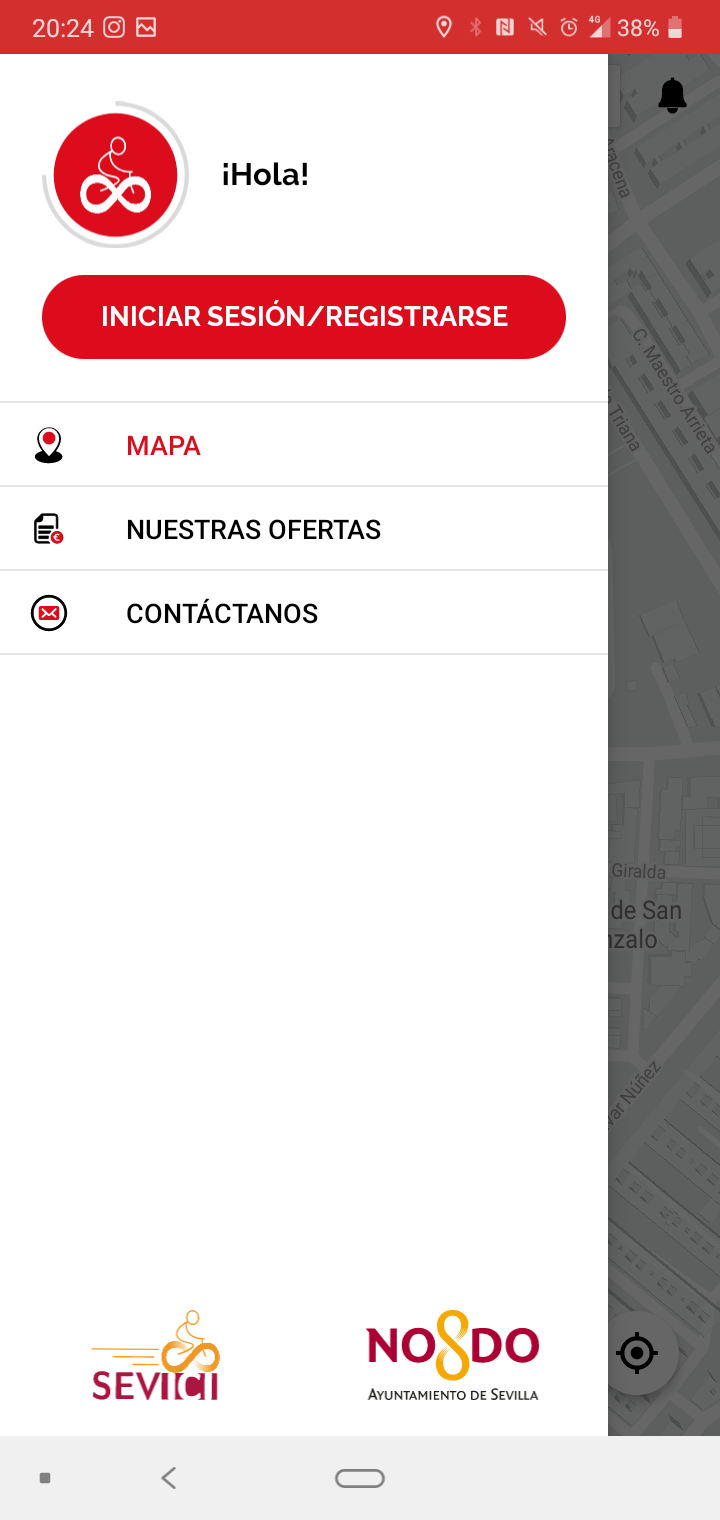 20:24
4G 38%
¡Hola!
INICIAR SESIÓN/REGISTRARSE
MAPA
NUESTRAS OFERTAS
CONTÁCTANOS
Aracena
C. Maestro Arrieta
Triana
Giralda
de San
nzalo
var Núñez
SEVICI
NO8DO
AYUNTAMIENTO DE SEVILLA